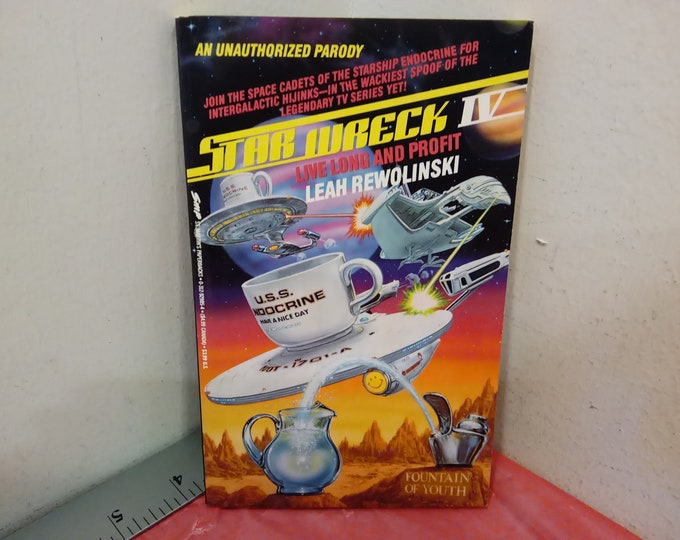 AN UNAUTHORIZED PARODY
JOIN THE SPACE CADETS OF THE STARSHIP ENDOCRINE FOR
INTERGALACTIC HIJINKS—IN THE WACKIEST SPOOF OF THE
LEGENDARY TV SERIES YET!
STAR WRECK IV
LIVE LONG AND PROFIT
LEAH REWOLINSKI
U.S.S.
U.S.S.
ENDOCRINE
HAVE A NICE DAY
1701-A
FOUNTAIN
OF YOUTH
5
4